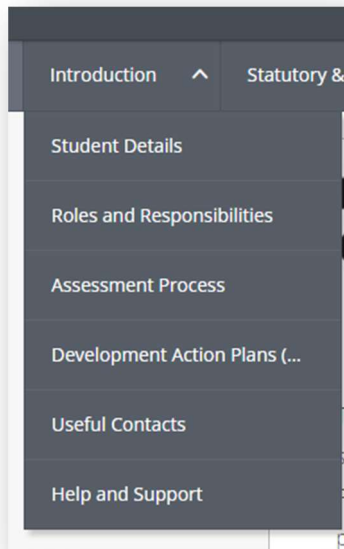 Introduction
Statutory &
Student Details
Roles and Responsibilities
Assessment Process
Development Action Plans (...
Useful Contacts
Help and Support